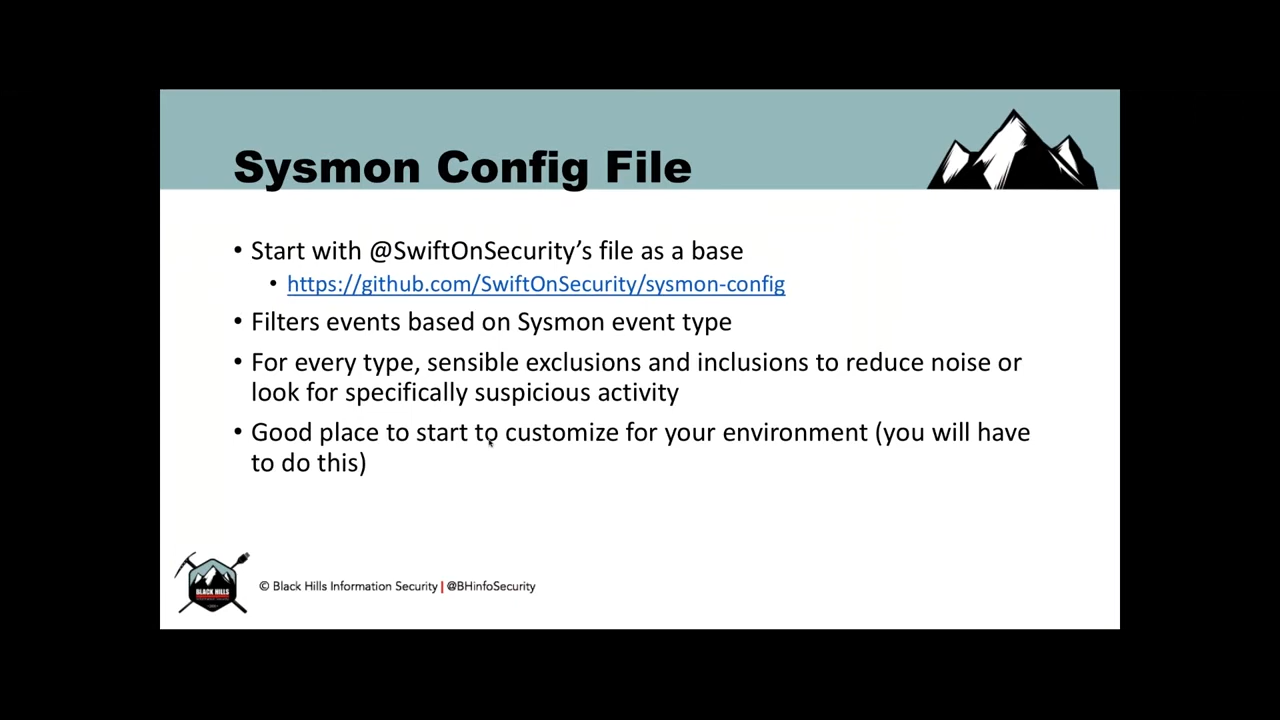 Sysmon Config File
• Start with @SwiftOnSecurity’s file as a base
• https://github.com/SwiftOnSecurity/sysmon-config
• Filters events based on Sysmon event type
• For every type, sensible exclusions and inclusions to reduce noise or
look for specifically suspicious activity
• Good place to start to customize for your environment (you will have
to do this)
BLACK HILLS
© Black Hills Information Security | @BHinfoSecurity